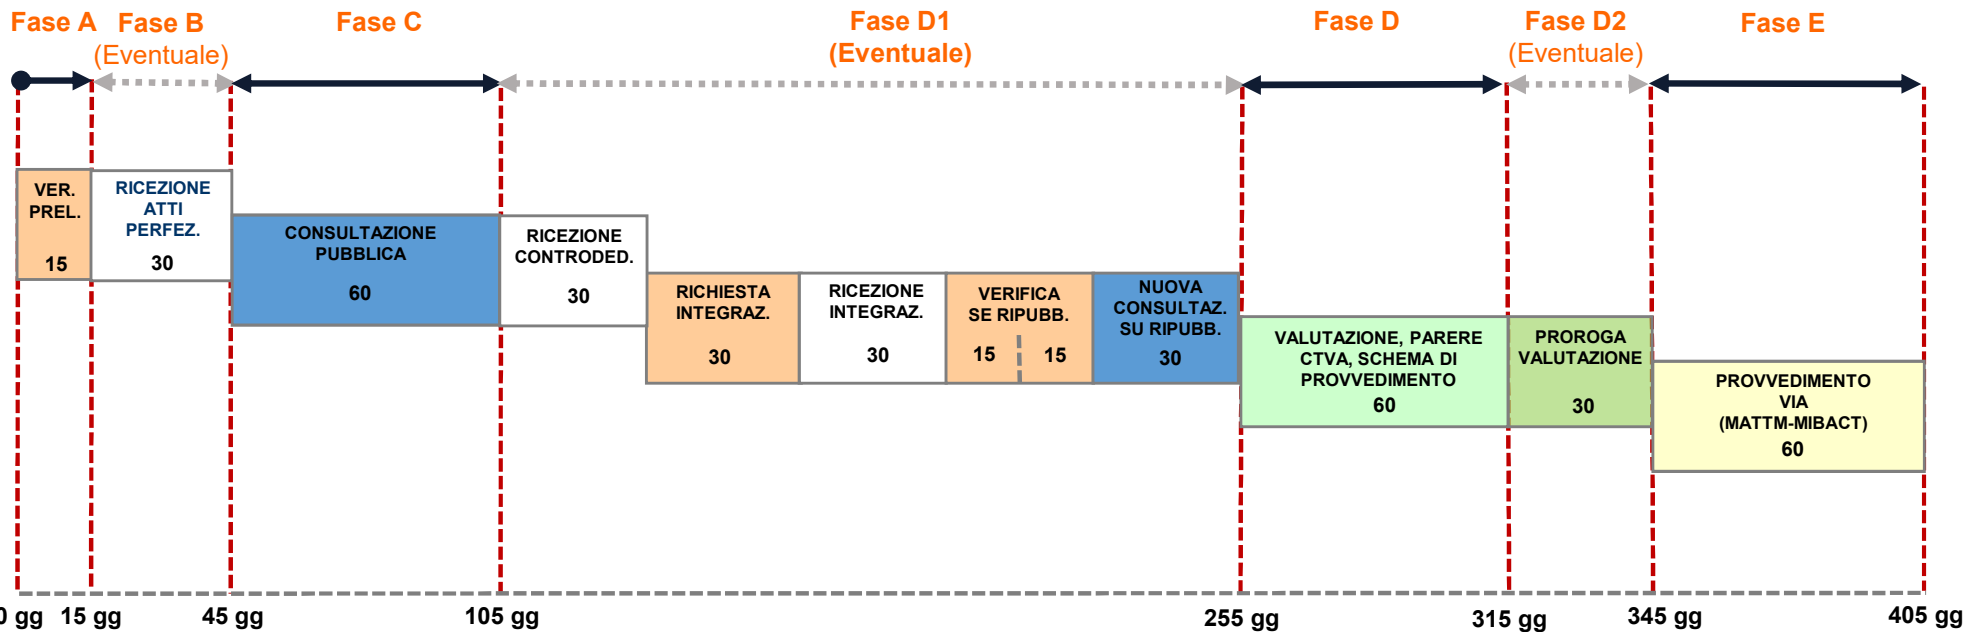 Fase A
Fase B
(Eventuale)
Fase C
Fase D1
(Eventuale)
Fase D
Fase D2
(Eventuale)
Fase E
VER.
PREL.
15
RICEZIONE
ATTI
PERFEZ.
30
CONSULTAZIONE
PUBBLICA
60
RICEZIONE
CONTRODED.
30
RICHIESTA
INTEGRAZ.
30
RICEZIONE
INTEGRAZ.
30
VERIFICA
SE RIPUBB.
15 15
NUOVA
CONSULTAZ.
SU RIPUBB.
30
VALUTAZIONE, PARERE
CTVA, SCHEMA DI
PROVVEDIMENTO
60
PROROGA
VALUTAZIONE
30
PROVVEDIMENTO
VIA
(MATTM-MIBACT)
60
0 gg 15 gg 45 gg 105 gg 255 gg 315 gg 345 gg 405 gg